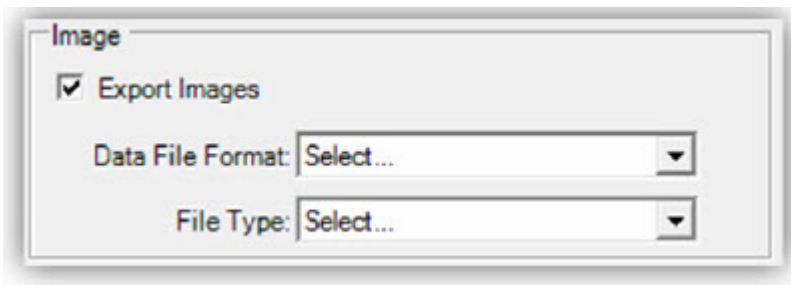 Image
Export Images
Data File Format: Select...
File Type: Select...